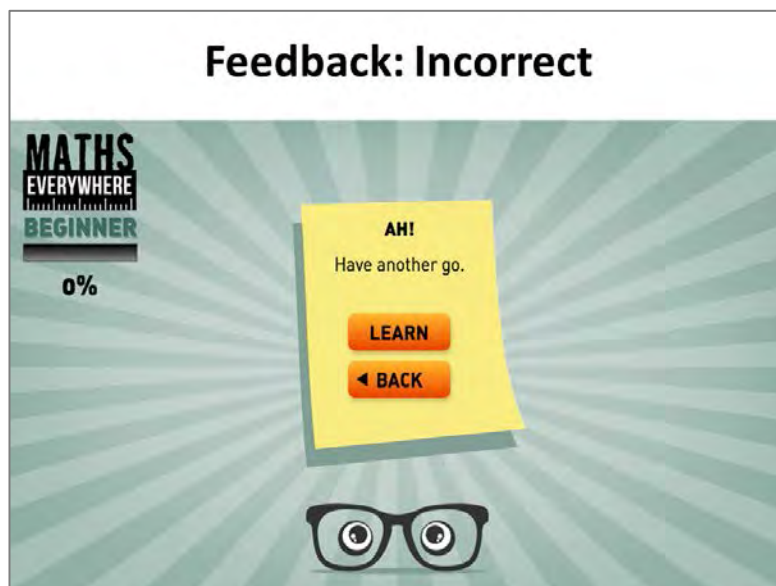 Feedback: Incorrect
MATHS
EVERYWHERE
BEGINNER
0%
AH!
Have another go.
LEARN
BACK